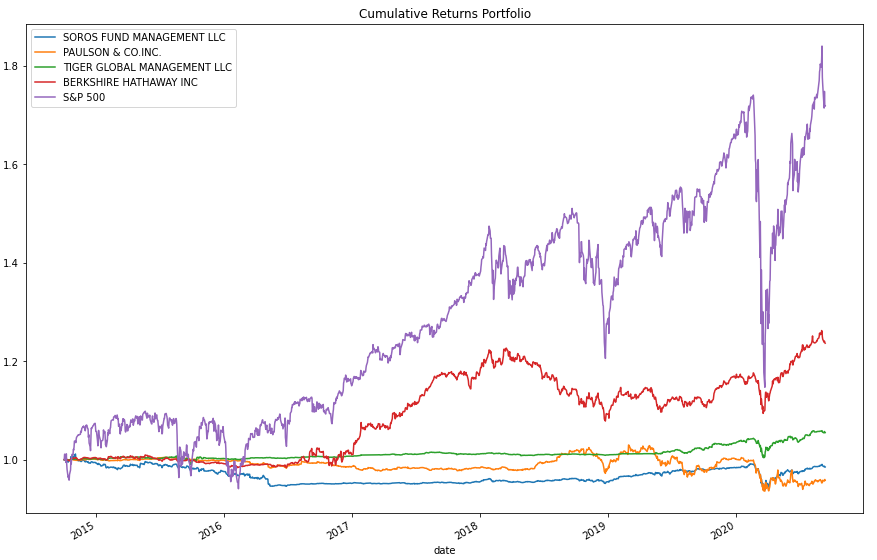 Cumulative Returns Portfolio
SOROS FUND MANAGEMENT LLC
PAULSON & CO.INC.
TIGER GLOBAL MANAGEMENT LLC
BERKSHIRE HATHAWAY INC
S&P 500
1.8
1.6
1.4
1.2
1.0
2015
2016
2017
2018
2019
2020
date